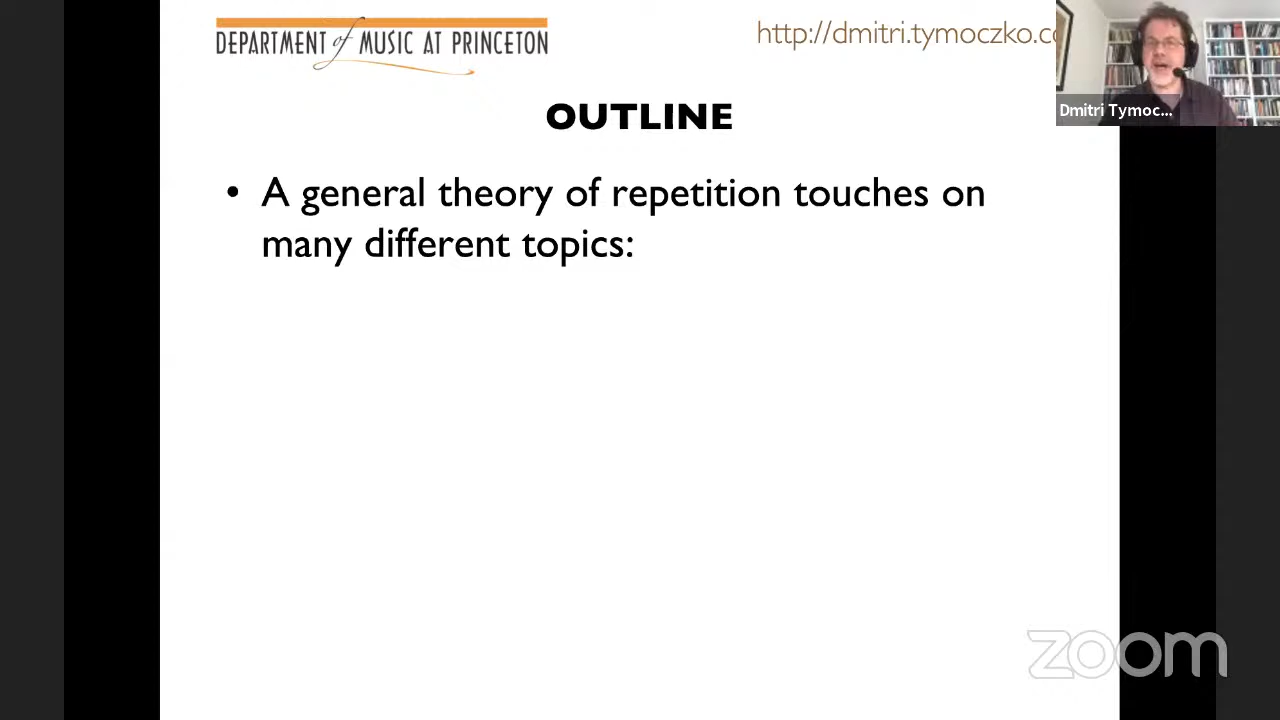 DEPARTMENT of MUSIC AT PRINCETON
http://dmitri.tymoczko.co
Dmitri Tymoc...
OUTLINE
• A general theory of repetition touches on
many different topics:
zoom